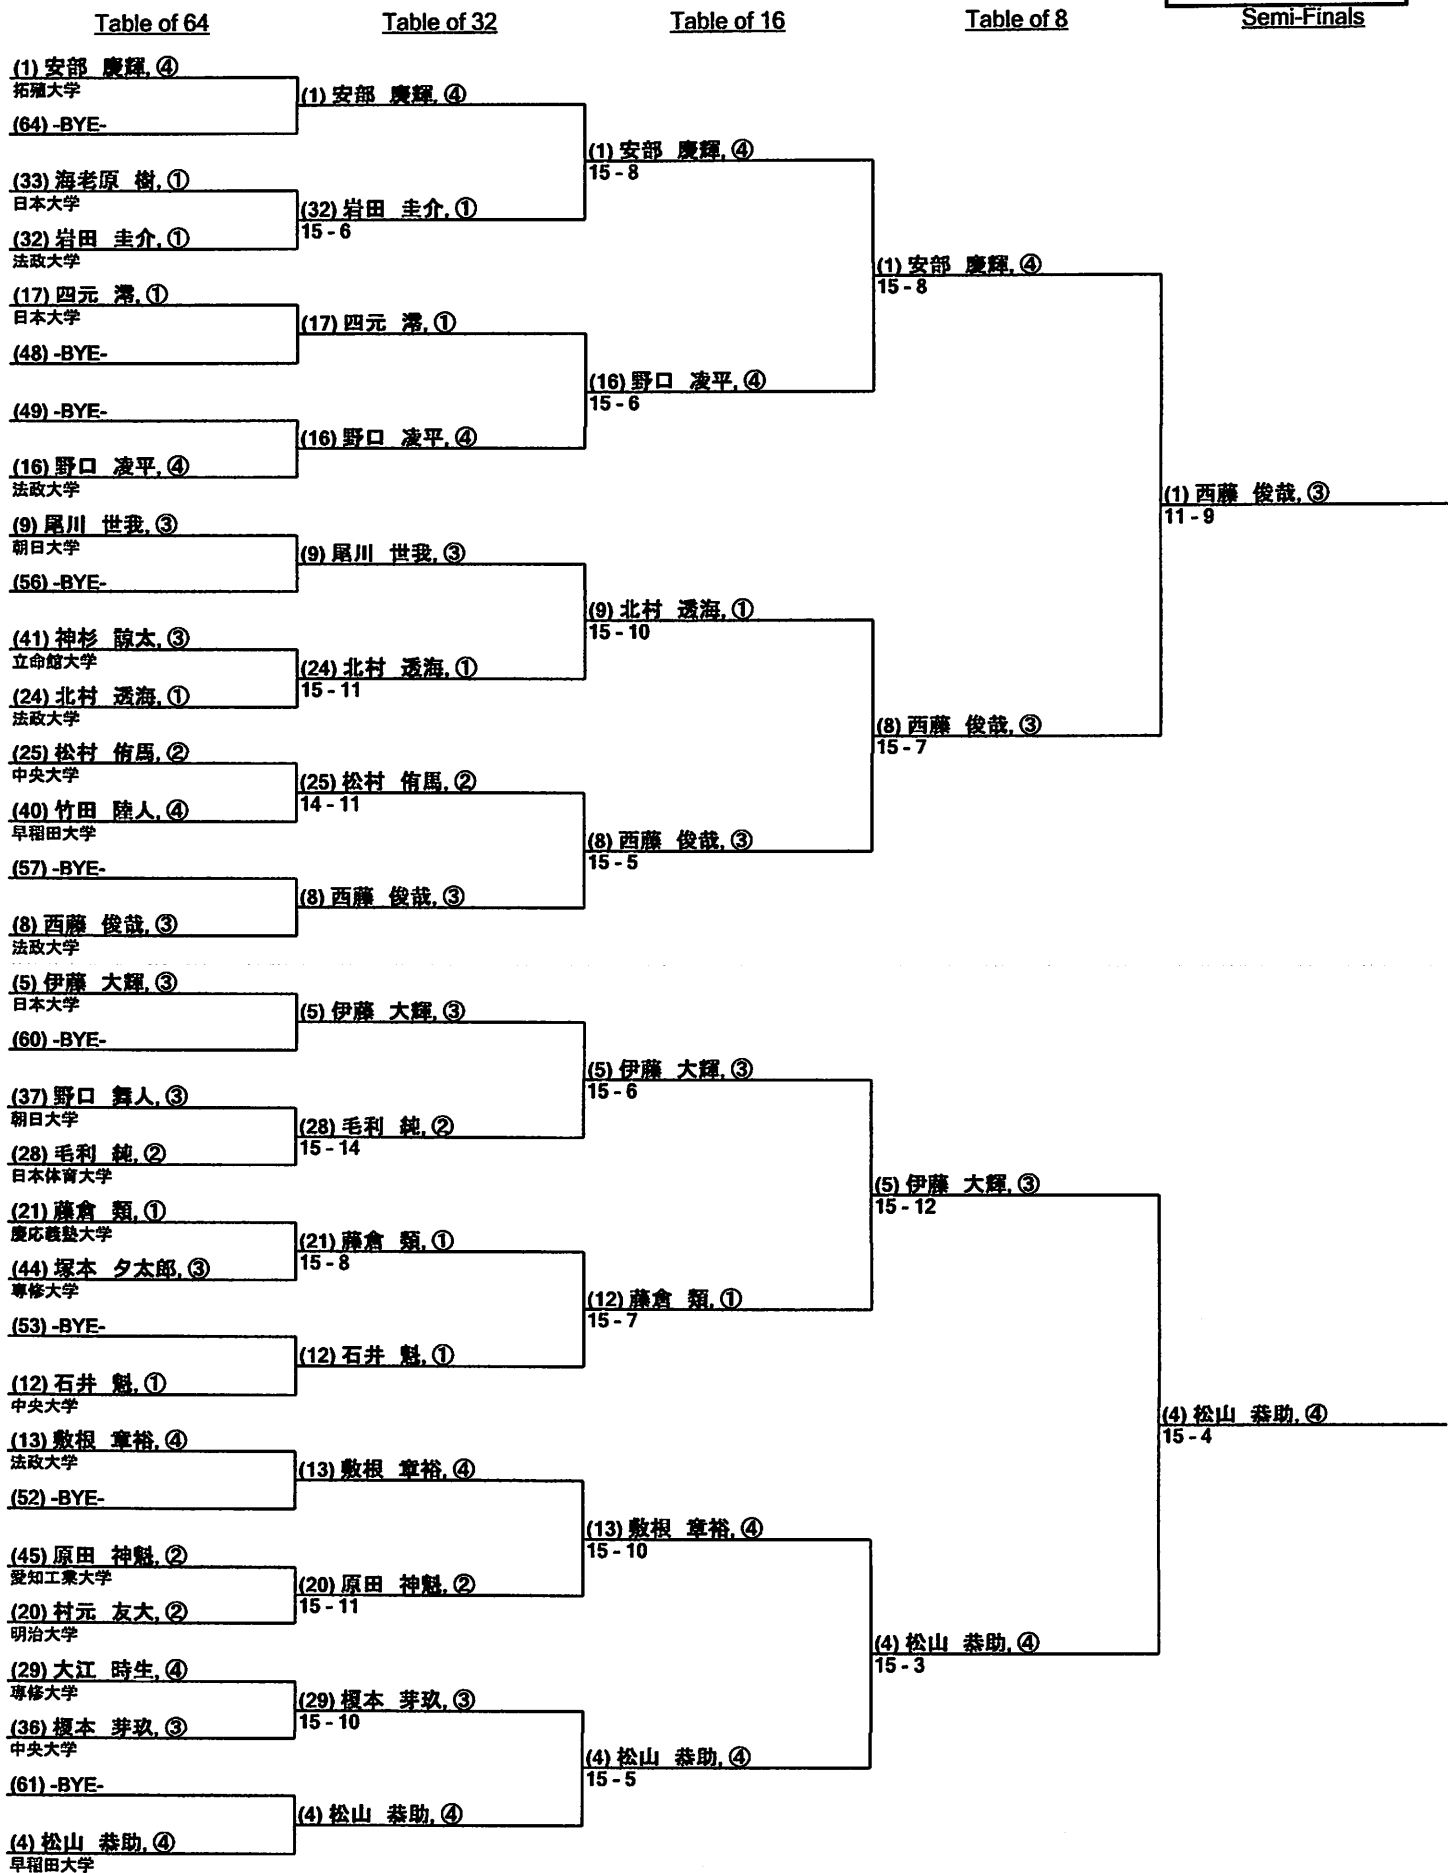 Table of 64
Table of 32
Table of 16
Table of 8
Semi-Finals
(1) 安部 慶輝, ④
拓殖大学
(64) -BYE-
(33) 海老原 樹, ①
日本大学
(32) 岩田 圭介, ①
法政大学
(17) 四元 澪, ①
日本大学
(48) -BYE-
(49) -BYE-
(16) 野口 凌平, ④
法政大学
(9) 尾川 世我, ③
朝日大学
(56) -BYE-
(41) 神杉 諒太, ③
立命館大学
(24) 北村 透海, ①
法政大学
(25) 松村 侑馬, ②
中央大学
(40) 竹田 陸人, ④
早稲田大学
(57) -BYE-
(8) 西藤 俊哉, ③
法政大学
(5) 伊藤 大輝, ③
日本大学
(60) -BYE-
(37) 野口 舞人, ③
朝日大学
(28) 毛利 純, ②
日本体育大学
(21) 藤倉 類, ①
慶応義塾大学
(44) 塚本 夕太郎, ③
専修大学
(53) -BYE-
(12) 石井 魁, ①
中央大学
(13) 敷根 章裕, ④
法政大学
(52) -BYE-
(45) 原田 神魁, ②
愛知工業大学
(20) 村元 友大, ②
明治大学
(29) 大江 時生, ④
専修大学
(36) 榎本 芽玖, ③
中央大学
(61) -BYE-
(4) 松山 恭助, ④
早稲田大学
(1) 安部 慶輝, ④
(32) 岩田 圭介, ①
15 - 6
(17) 四元 澪, ①
(16) 野口 凌平, ④
(9) 尾川 世我, ③
(24) 北村 透海, ①
15 - 11
(25) 松村 侑馬, ②
14 - 11
(8) 西藤 俊哉, ③
(5) 伊藤 大輝, ③
(28) 毛利 純, ②
15 - 14
(21) 藤倉 類, ①
15 - 8
(12) 石井 魁, ①
(13) 敷根 章裕, ④
(20) 原田 神魁, ②
15 - 11
(29) 榎本 芽玖, ③
15 - 10
(4) 松山 恭助, ④
(1) 安部 慶輝, ④
15 - 8
(16) 野口 凌平, ④
15 - 6
(9) 北村 透海, ①
15 - 10
(8) 西藤 俊哉, ③
15 - 5
(5) 伊藤 大輝, ③
15 - 6
(12) 藤倉 類, ①
15 - 7
(13) 敷根 章裕, ④
15 - 10
(4) 松山 恭助, ④
15 - 5
(1) 安部 慶輝, ④
15 - 8
(8) 西藤 俊哉, ③
15 - 7
(5) 伊藤 大輝, ③
15 - 12
(4) 松山 恭助, ④
15 - 3
(1) 西藤 俊哉, ③
11 - 9
(4) 松山 恭助, ④
15 - 4